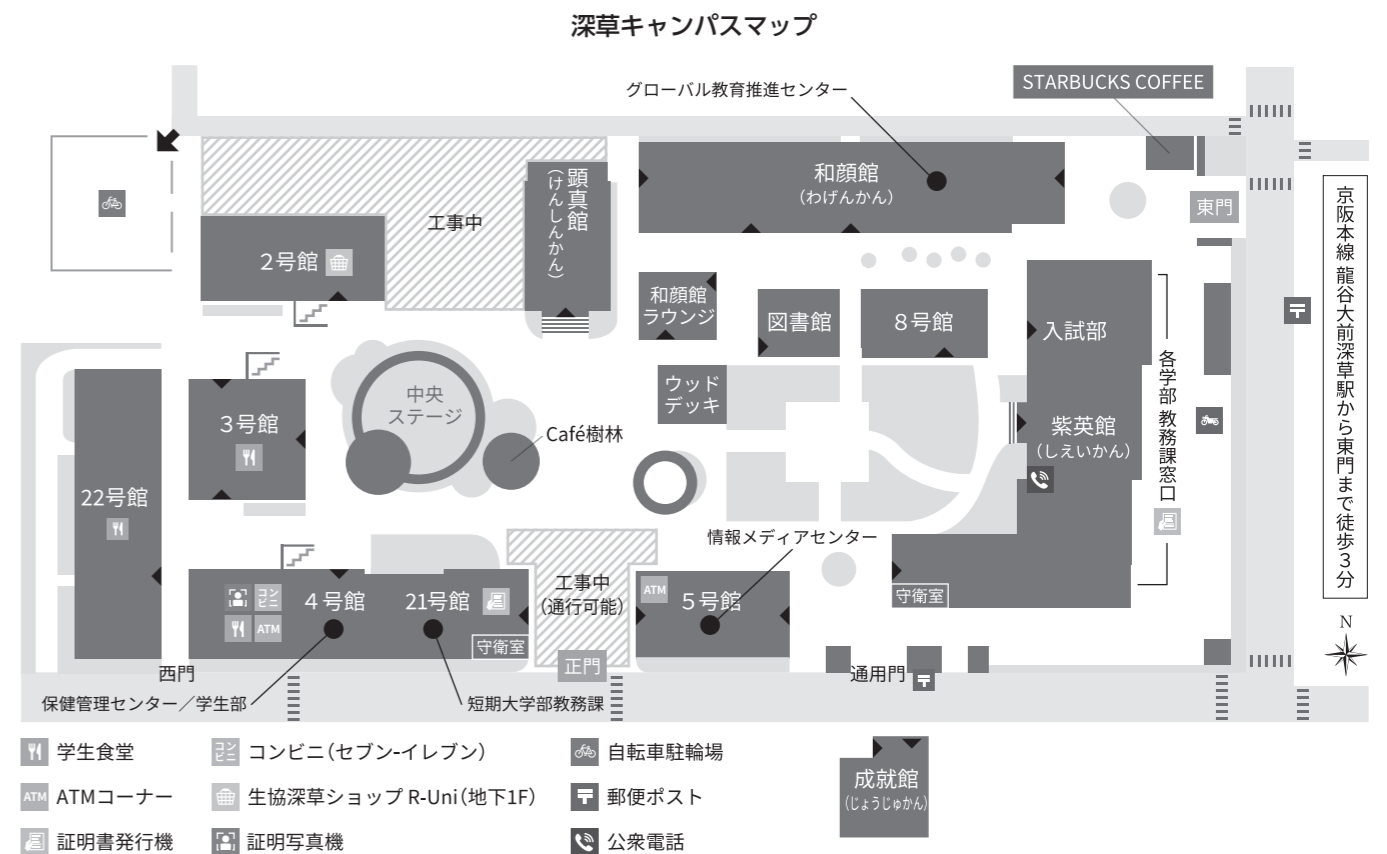 深草キャンパスマップ
グローバル教育推進センター
STARBUCKS COFFEE
和顔館
（わげんかん）
顕真館
（けんしんかん）
工事中
東門
２号館
和顔館
ラウンジ
図書館
８号館
入試部
各学部 教務課窓口
京阪本線 龍谷大前深草駅から東門まで徒歩３分
ウッド
デッキ
中央
ステージ
３号館
Café樹林
紫英館
（しえいかん）
22号館
情報メディアセンター
工事中
（通行可能）
コン
ビニ
４号館
21号館
ATM
ATM
５号館
守衛室
守衛室
正門
西門
通用門
N
保健管理センター／学生部
短期大学部教務課
学生食堂
コン
ビニ
コンビニ（セブン-イレブン）
自転車駐輪場
ATM
ATMコーナー
生協深草ショップ R-Uni（地下1F）
郵便ポスト
証明書発行機
証明写真機
公衆電話
成就館
（じょうじゅかん）